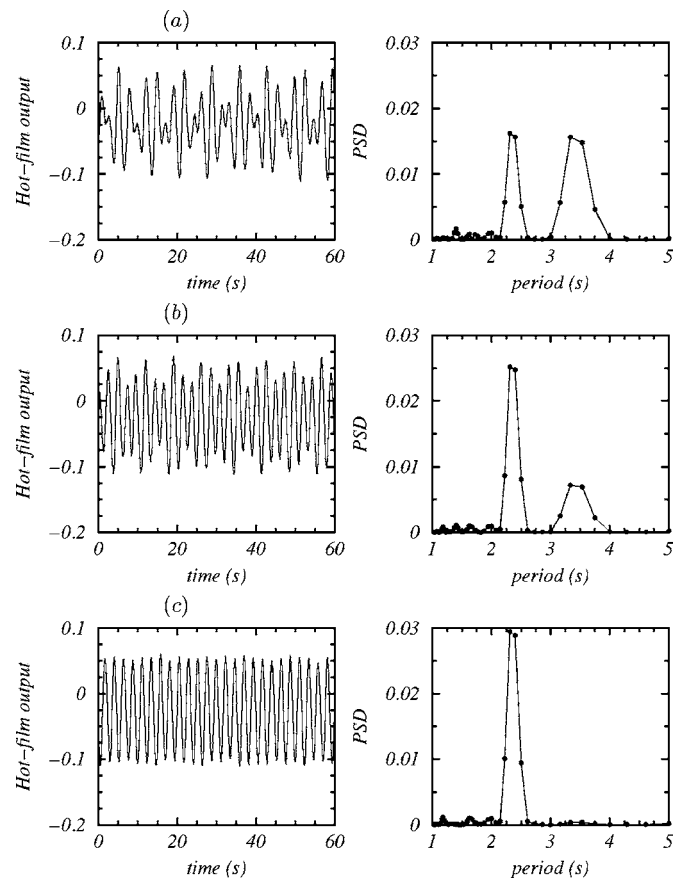 (a)
Hot-film output
0.1
0
-0.1
-0.2
0 20 40 60
time (s)
PSD
0.03
0.02
0.01
0
1 2 3 4 5
period (s)
(b)
Hot-film output
0.1
0
-0.1
-0.2
0 20 40 60
time (s)
PSD
0.03
0.02
0.01
0
1 2 3 4 5
period (s)
(c)
Hot-film output
0.1
0
-0.1
-0.2
0 20 40 60
time (s)
PSD
0.03
0.02
0.01
0
1 2 3 4 5
period (s)